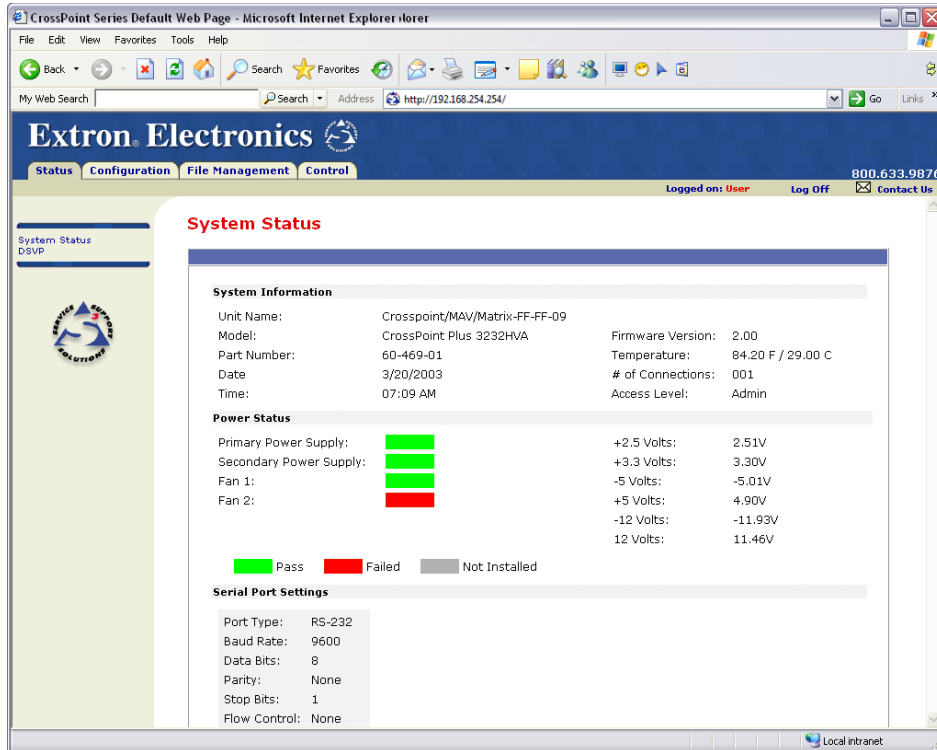 CrossPoint Series Default Web Page - Microsoft Internet Explorer
File Edit View Favorites Tools Help
Back Search Favorites
My Web Search Search Address http://192.168.254.254/ Go Links »
Extron® Electronics
Status Configuration File Management Control
800.633.9876
Logged on: User Log Off Contact Us
System Status
DSVP
SERVICE SUPPORT SOLUTIONS 3
System Status
System Information
Unit Name: Crosspoint/MAV/Matrix-FF-FF-09
Model: CrossPoint Plus 3232HVA Firmware Version: 2.00
Part Number: 60-469-01 Temperature: 84.20 F / 29.00 C
Date 3/20/2003 # of Connections: 001
Time: 07:09 AM Access Level: Admin
Power Status
Primary Power Supply: +2.5 Volts: 2.51V
Secondary Power Supply: +3.3 Volts: 3.30V
Fan 1: -5 Volts: -5.01V
Fan 2: +5 Volts: 4.90V
-12 Volts: -11.93V
12 Volts: 11.46V
Pass Failed Not Installed
Serial Port Settings
Port Type: RS-232
Baud Rate: 9600
Data Bits: 8
Parity: None
Stop Bits: 1
Flow Control: None
Local intranet